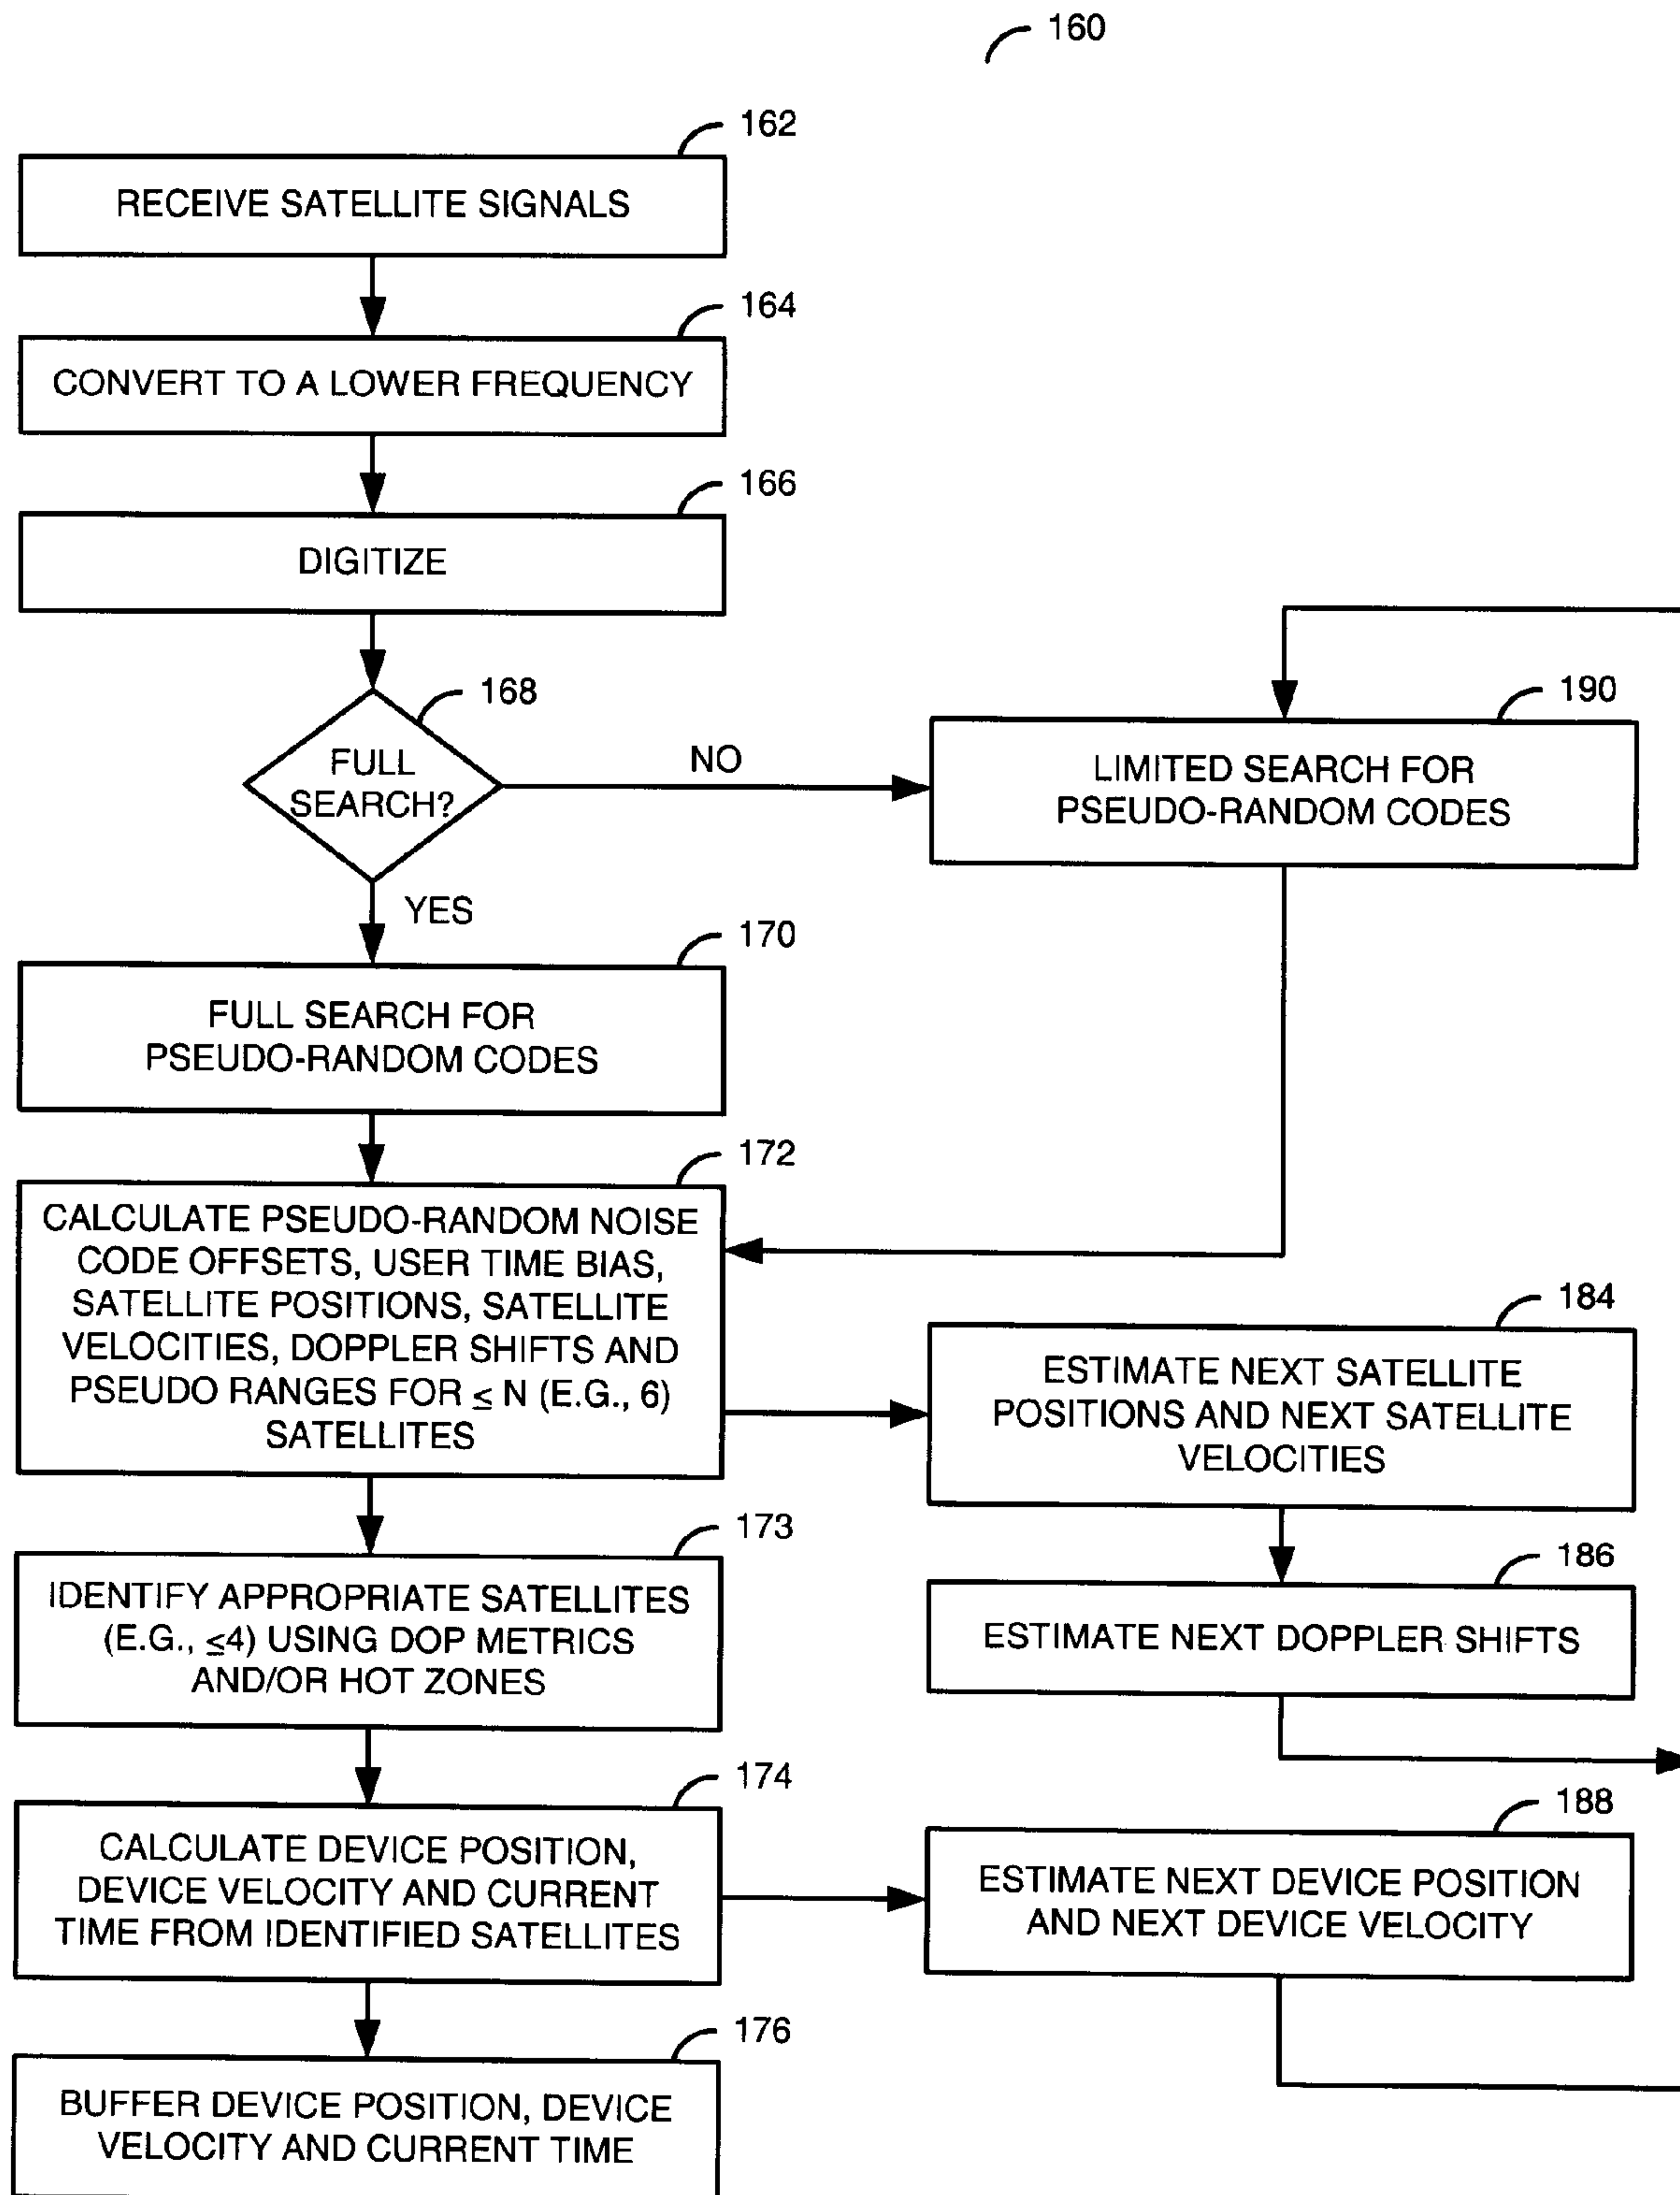 160
162
RECEIVE SATELLITE SIGNALS
164
CONVERT TO A LOWER FREQUENCY
166
DIGITIZE
168
FULL
SEARCH?
NO
190
LIMITED SEARCH FOR
PSEUDO-RANDOM CODES
YES
170
FULL SEARCH FOR
PSEUDO-RANDOM CODES
172
CALCULATE PSEUDO-RANDOM NOISE
CODE OFFSETS, USER TIME BIAS,
SATELLITE POSITIONS, SATELLITE
VELOCITIES, DOPPLER SHIFTS AND
PSEUDO RANGES FOR ≤ N (E.G., 6)
SATELLITES
184
ESTIMATE NEXT SATELLITE
POSITIONS AND NEXT SATELLITE
VELOCITIES
173
IDENTIFY APPROPRIATE SATELLITES
(E.G., ≤4) USING DOP METRICS
AND/OR HOT ZONES
186
ESTIMATE NEXT DOPPLER SHIFTS
174
CALCULATE DEVICE POSITION,
DEVICE VELOCITY AND CURRENT
TIME FROM IDENTIFIED SATELLITES
188
ESTIMATE NEXT DEVICE POSITION
AND NEXT DEVICE VELOCITY
176
BUFFER DEVICE POSITION, DEVICE
VELOCITY AND CURRENT TIME